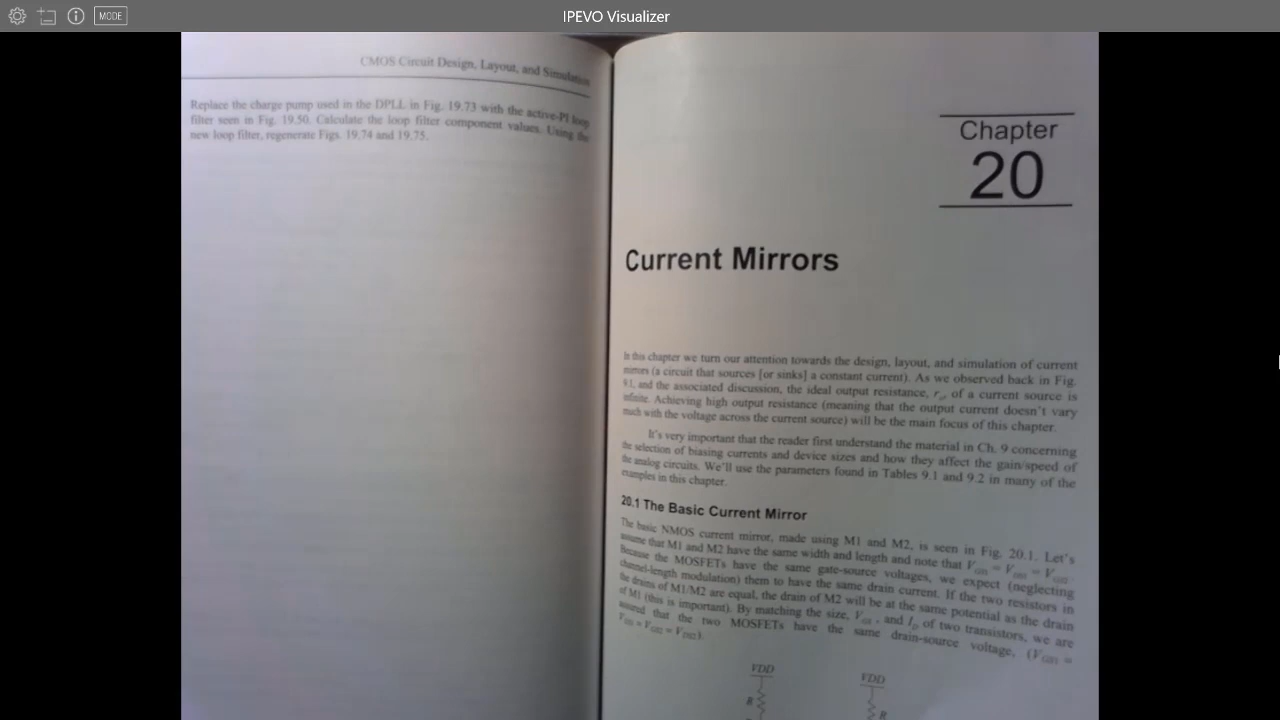 MODE
IPEVO Visualizer
CMOS Circuit Design, Layout, and Simulation
Replace the charge pump used in the DPLL in Fig. 19.73 with the active-PI loop
filter seen in Fig. 19.50. Calculate the loop filter component values. Using the
new loop filter, regenerate Figs. 19.74 and 19.75.
Chapter
20
Current Mirrors
In this chapter we turn our attention towards the design, layout, and simulation of current
mirrors (a circuit that sources [or sinks] a constant current). As we observed back in Fig.
9.1, and the associated discussion, the ideal output resistance, rₒ, of a current source is
infinite. Achieving high output resistance (meaning that the output current doesn't vary
much with the voltage across the current source) will be the main focus of this chapter.
It's very important that the reader first understand the material in Ch. 9 concerning
the selection of biasing currents and device sizes and how they affect the gain/speed of
the analog circuits. We'll use the parameters found in Tables 9.1 and 9.2 in many of the
examples in this chapter.
20.1 The Basic Current Mirror
The basic NMOS current mirror, made using M1 and M2, is seen in Fig. 20.1. Let's
assume that M1 and M2 have the same width and length and note that V_GS1 = V_DS1 = V_GS2.
Because the MOSFETs have the same gate-source voltages, we expect (neglecting
channel-length modulation) them to have the same drain current. If the two resistors in
the drains of M1/M2 are equal, the drain of M2 will be at the same potential as the drain
of M1 (this is important). By matching the size, V_GS, and I_D of two transistors, we are
assured that the two MOSFETs have the same drain-source voltage, (V_GS1 =
V_DS1 = V_GS2 = V_DS2).
VDD VDD
R R